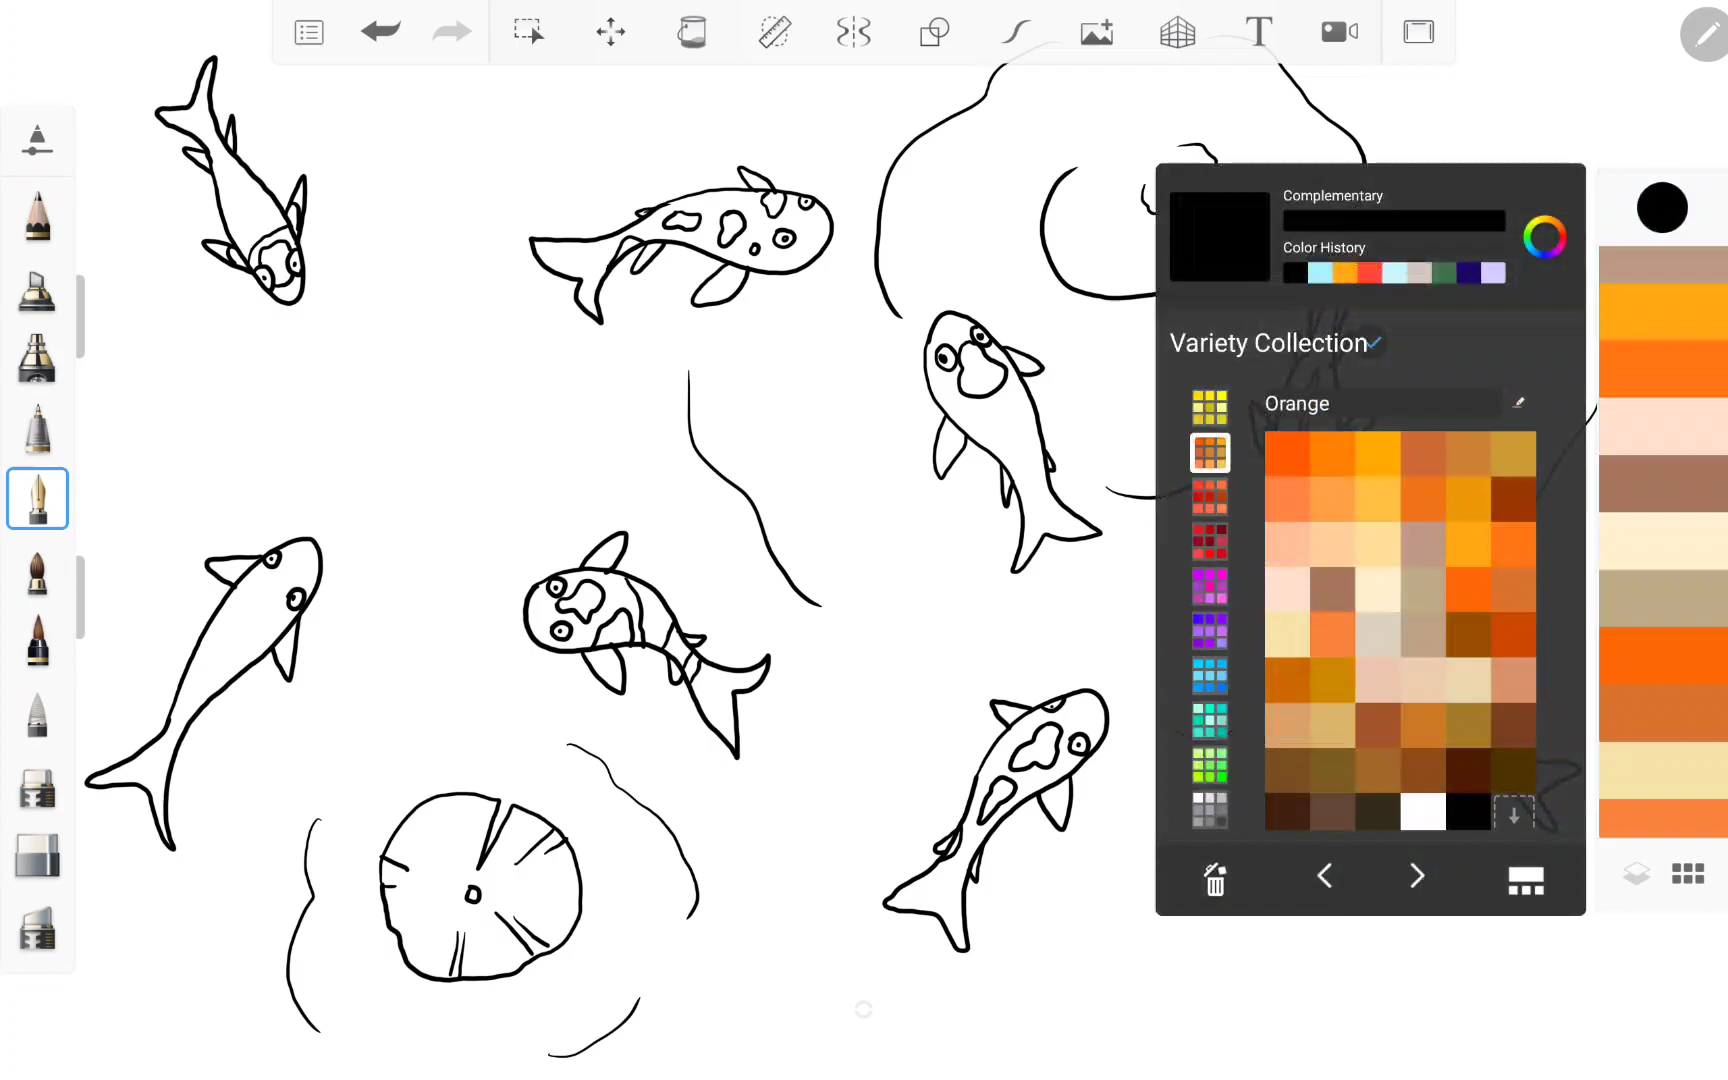 T
Complementary
Color History
Variety Collection
Orange